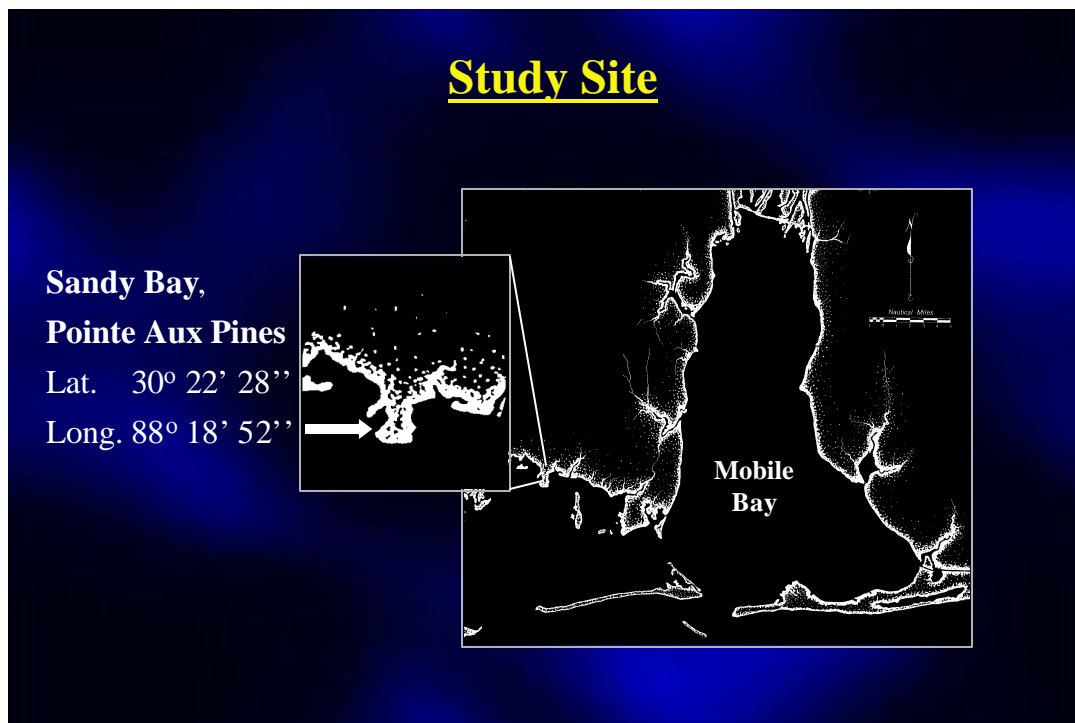 Study Site
Sandy Bay,
Pointe Aux Pines
Lat. 30º 22’ 28’’
Long. 88º 18’ 52’’
N
Nautical Miles
Mobile
Bay